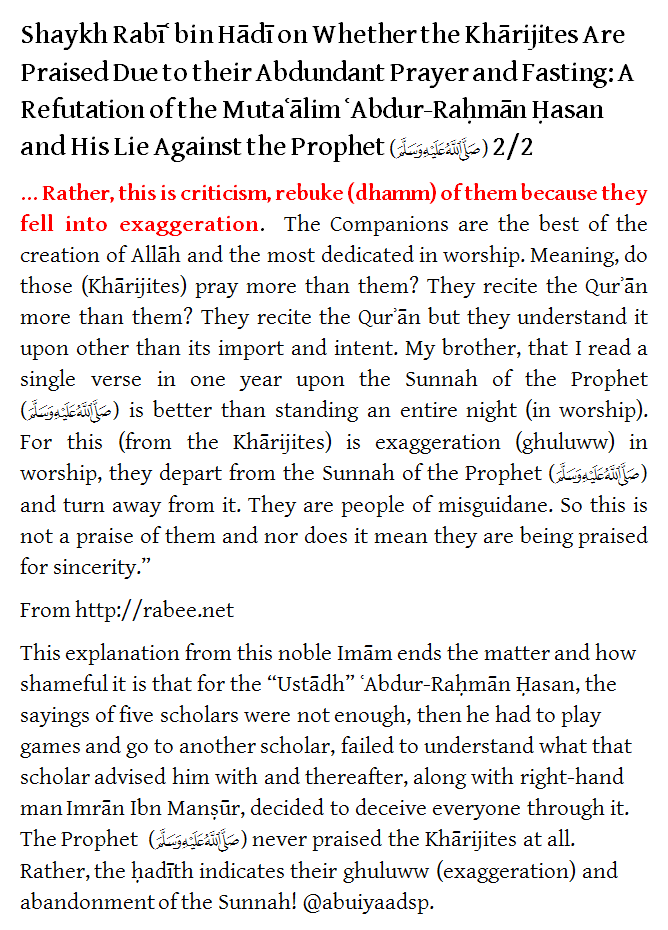 Shaykh Rabīʿ bin Hādī on Whether the Khārijites Are
Praised Due to their Abdundant Prayer and Fasting: A
Refutation of the Mutaʿālim ʿAbdur-Raḥmān Ḥasan
and His Lie Against the Prophet (صَلَّى اللهُ عَلَيْهِ وَسَلَّمَ) 2/2
... Rather, this is criticism, rebuke (dhamm) of them because they
fell into exaggeration. The Companions are the best of the
creation of Allāh and the most dedicated in worship. Meaning, do
those (Khārijites) pray more than them? They recite the Qurʾān
more than them? They recite the Qurʾān but they understand it
upon other than its import and intent. My brother, that I read a
single verse in one year upon the Sunnah of the Prophet
(صَلَّى اللهُ عَلَيْهِ وَسَلَّمَ) is better than standing an entire night (in worship).
For this (from the Khārijites) is exaggeration (ghuluww) in
worship, they depart from the Sunnah of the Prophet (صَلَّى اللهُ عَلَيْهِ وَسَلَّمَ)
and turn away from it. They are people of misguidane. So this is
not a praise of them and nor does it mean they are being praised
for sincerity.”
From http://rabee.net
This explanation from this noble Imām ends the matter and how
shameful it is that for the “Ustādh” ʿAbdur-Raḥmān Ḥasan, the
sayings of five scholars were not enough, then he had to play
games and go to another scholar, failed to understand what that
scholar advised him with and thereafter, along with right-hand
man Imrān Ibn Manṣūr, decided to deceive everyone through it.
The Prophet (صَلَّى اللهُ عَلَيْهِ وَسَلَّمَ) never praised the Khārijites at all.
Rather, the ḥadīth indicates their ghuluww (exaggeration) and
abandonment of the Sunnah! @abuiyaadsp.